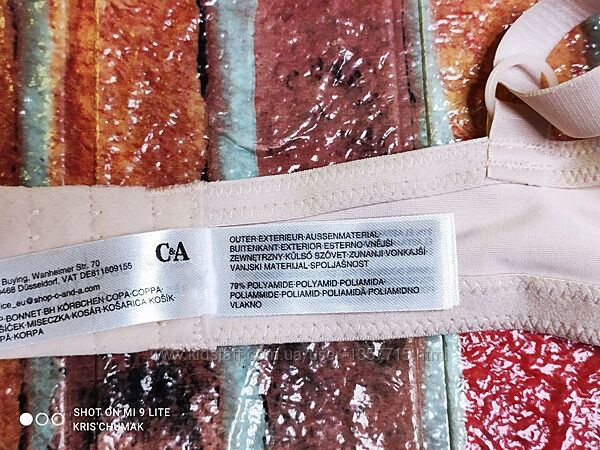 C&A
Buying, Wanheimer Str. 70
0468 Düsseldorf, VAT DE811809155
ice_eu@shop-c-and-a.com
P·BONNET·BH KÖRBCHEN·COPA·COPPA·
ŠÍČEK·MISECZKA·KOSÁR·KOŠARICA·KOŠÍK·
PA·KORPA
OUTER·EXTERIEUR·AUSSENMATERIAL·
BUITENKANT·EXTERIOR·ESTERNO·VNĚJŠÍ·
ZEWNĘTRZNY·KÜLSŐ SZÖVET·ZUNANJI·VONKAJŠÍ·
VANJSKI MATERIJAL·SPOLJAŠNOST
79% POLYAMIDE·POLYAMID·POLIAMIDA·
POLIAMMIDE·POLIAMID·POLIAMIDĂ·POLIAMIDNO
VLAKNO
SHOT ON MI 9 LITE
KRIS'CHUMAK